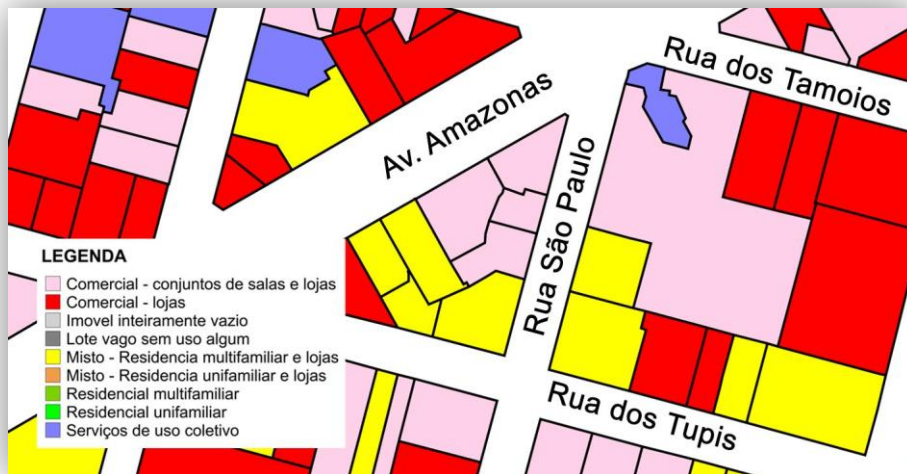 Rua dos Tamoios
Av. Amazonas
Rua São Paulo
LEGENDA
Comercial - conjuntos de salas e lojas
Comercial - lojas
Imovel inteiramente vazio
Lote vago sem uso algum
Misto - Residencia multifamiliar e lojas
Misto - Residencia unifamiliar e lojas
Residencial multifamiliar
Residencial unifamiliar
Serviços de uso coletivo
Rua dos Tupis